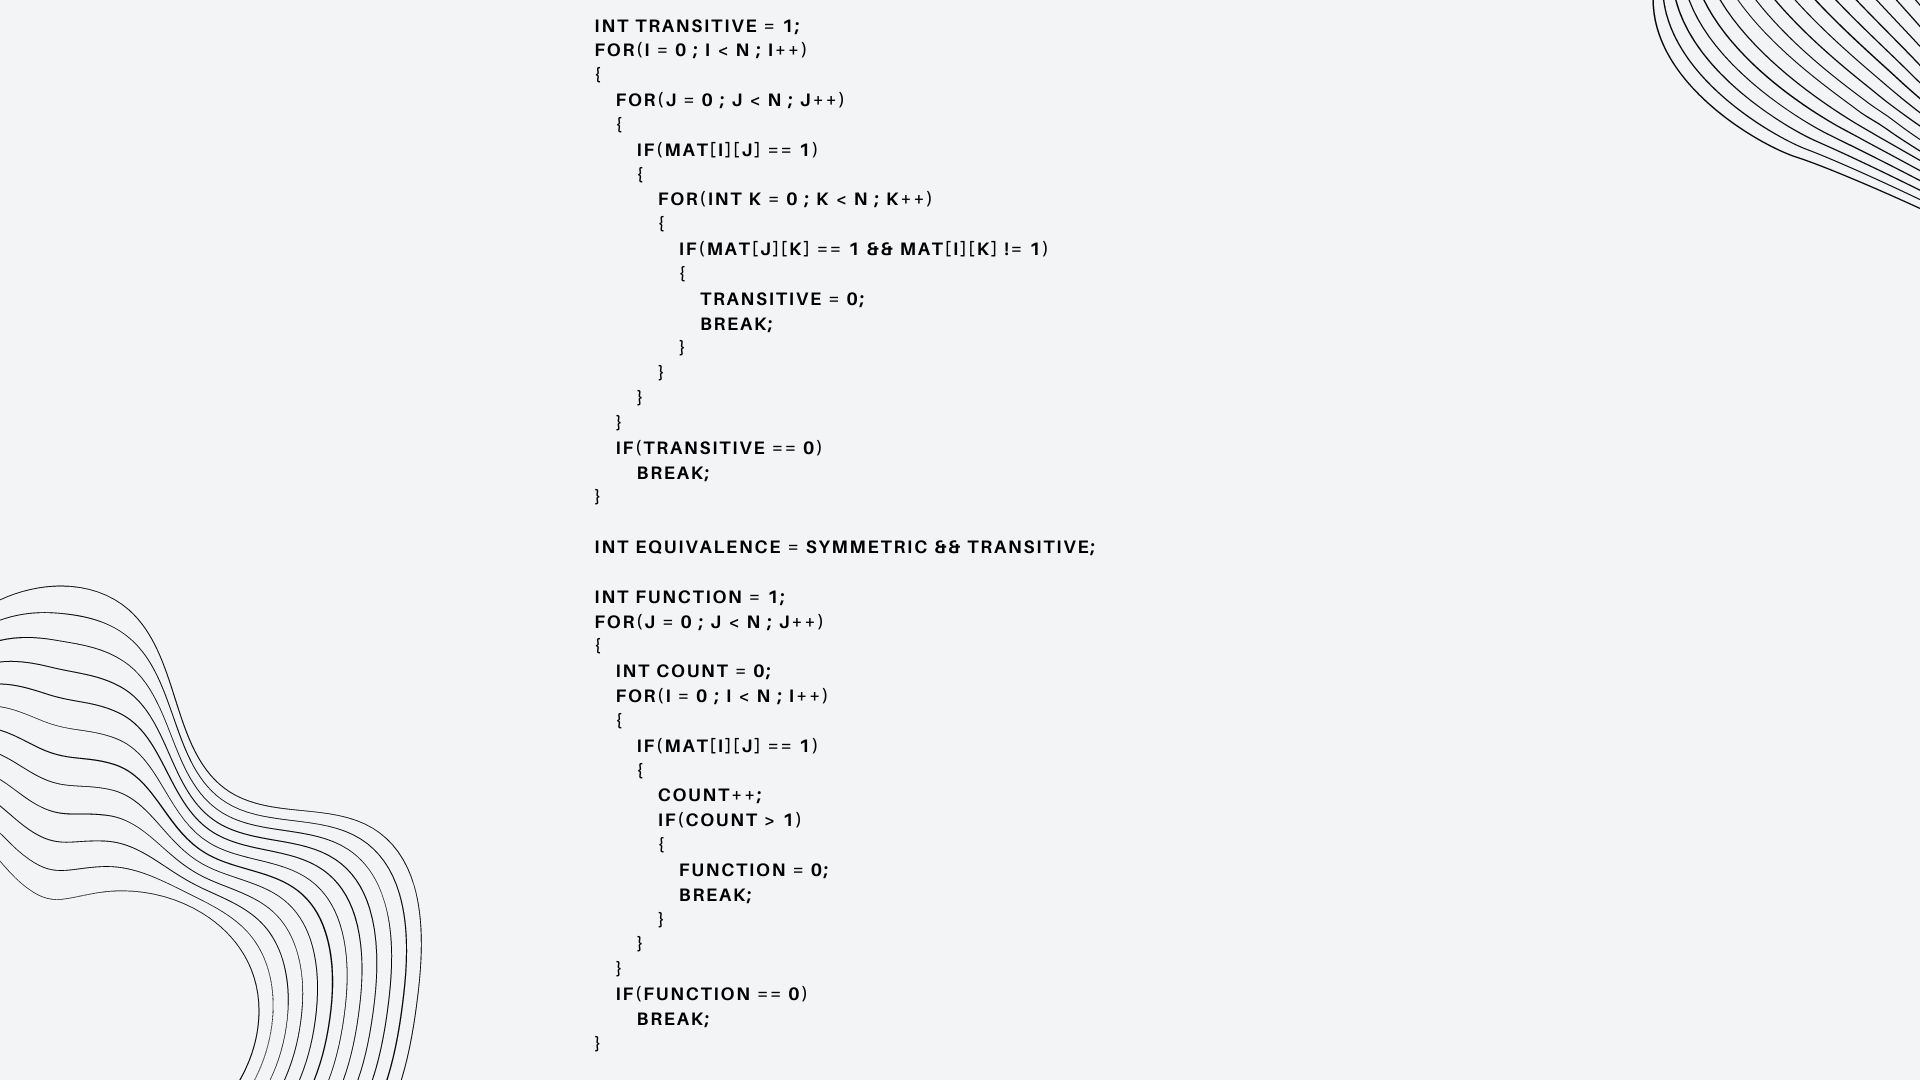 INT TRANSITIVE = 1;
FOR(I = 0 ; I < N ; I++)
{
FOR(J = 0 ; J < N ; J++)
{
IF(MAT[I][J] == 1)
{
FOR(INT K = 0 ; K < N ; K++)
{
IF(MAT[J][K] == 1 && MAT[I][K] != 1)
{
TRANSITIVE = 0;
BREAK;
}
}
}
}
IF(TRANSITIVE == 0)
BREAK;
}
INT EQUIVALENCE = SYMMETRIC && TRANSITIVE;
INT FUNCTION = 1;
FOR(J = 0 ; J < N ; J++)
{
INT COUNT = 0;
FOR(I = 0 ; I < N ; I++)
{
IF(MAT[I][J] == 1)
{
COUNT++;
IF(COUNT > 1)
{
FUNCTION = 0;
BREAK;
}
}
}
IF(FUNCTION == 0)
BREAK;
}